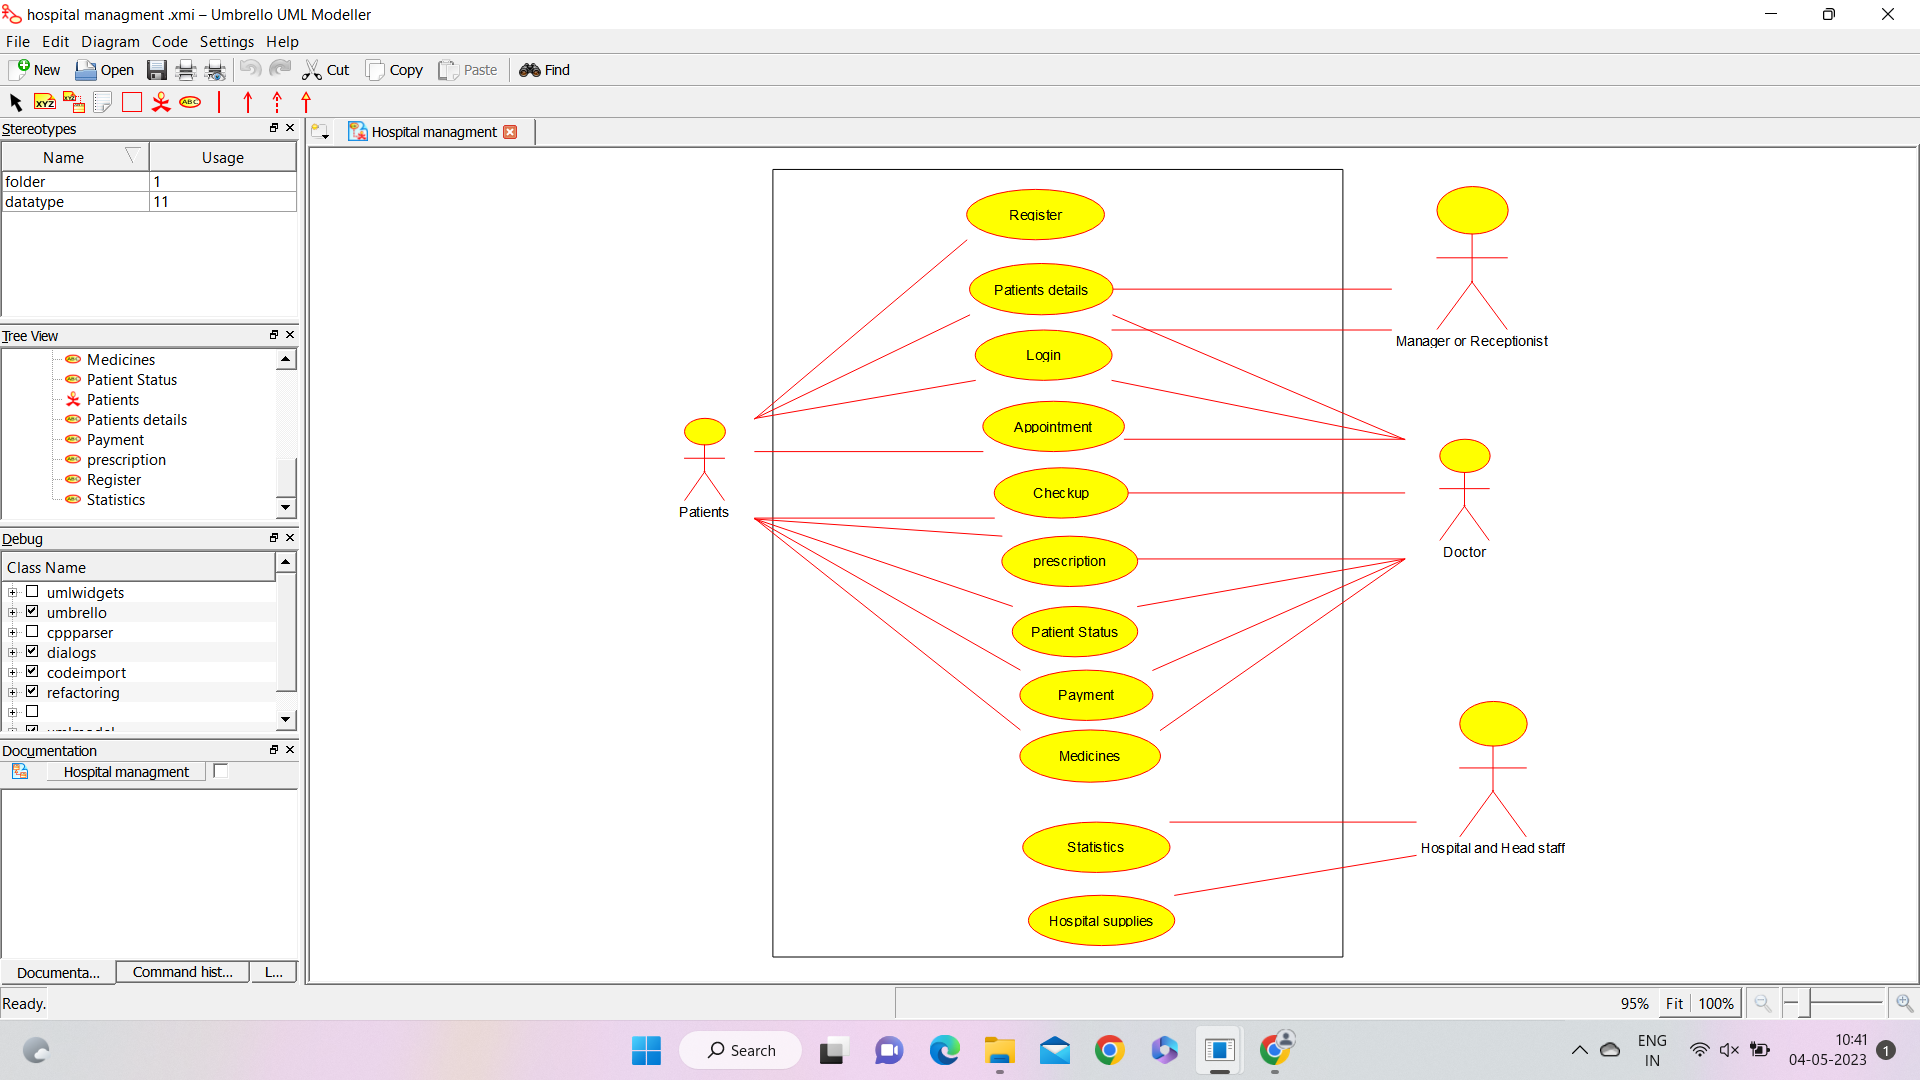 hospital managment .xmi – Umbrello UML Modeller
File Edit Diagram Code Settings Help
New Open Cut Copy Paste Find
XYZ XYZ ABC
Stereotypes
Hospital managment
Name Usage
folder 1
datatype 11
Tree View
Medicines
Patient Status
Patients
Patients details
Payment
prescription
Register
Statistics
Debug
Class Name
umlwidgets
umbrello
cppparser
dialogs
codeimport
refactoring
Documentation
Hospital managment
Documenta... Command hist... L...
Register
Patients details
Login
Appointment
Checkup
prescription
Patient Status
Payment
Medicines
Statistics
Hospital supplies
Patients
Manager or Receptionist
Doctor
Hospital and Head staff
Ready.
95% Fit 100%
Search
ENG
IN
10:41
04-05-2023
1